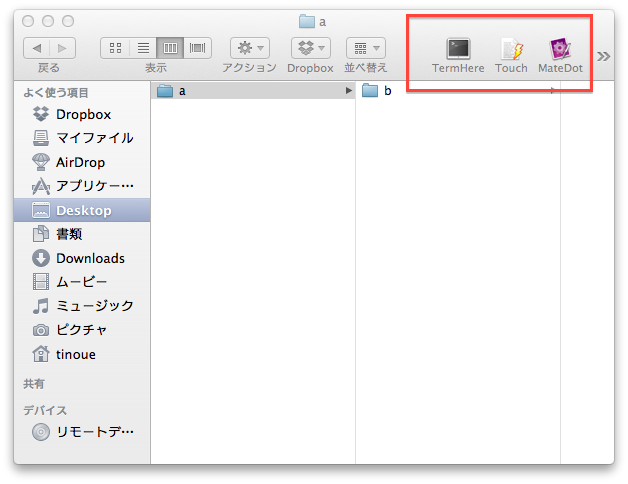 a
戻る
表示
アクション
Dropbox
並べ替え
TermHere
Touch
MateDot
よく使う項目
Dropbox
マイファイル
AirDrop
アプリケー…
Desktop
書類
Downloads
ムービー
ミュージック
ピクチャ
tinoue
共有
デバイス
リモートデ…
a
b